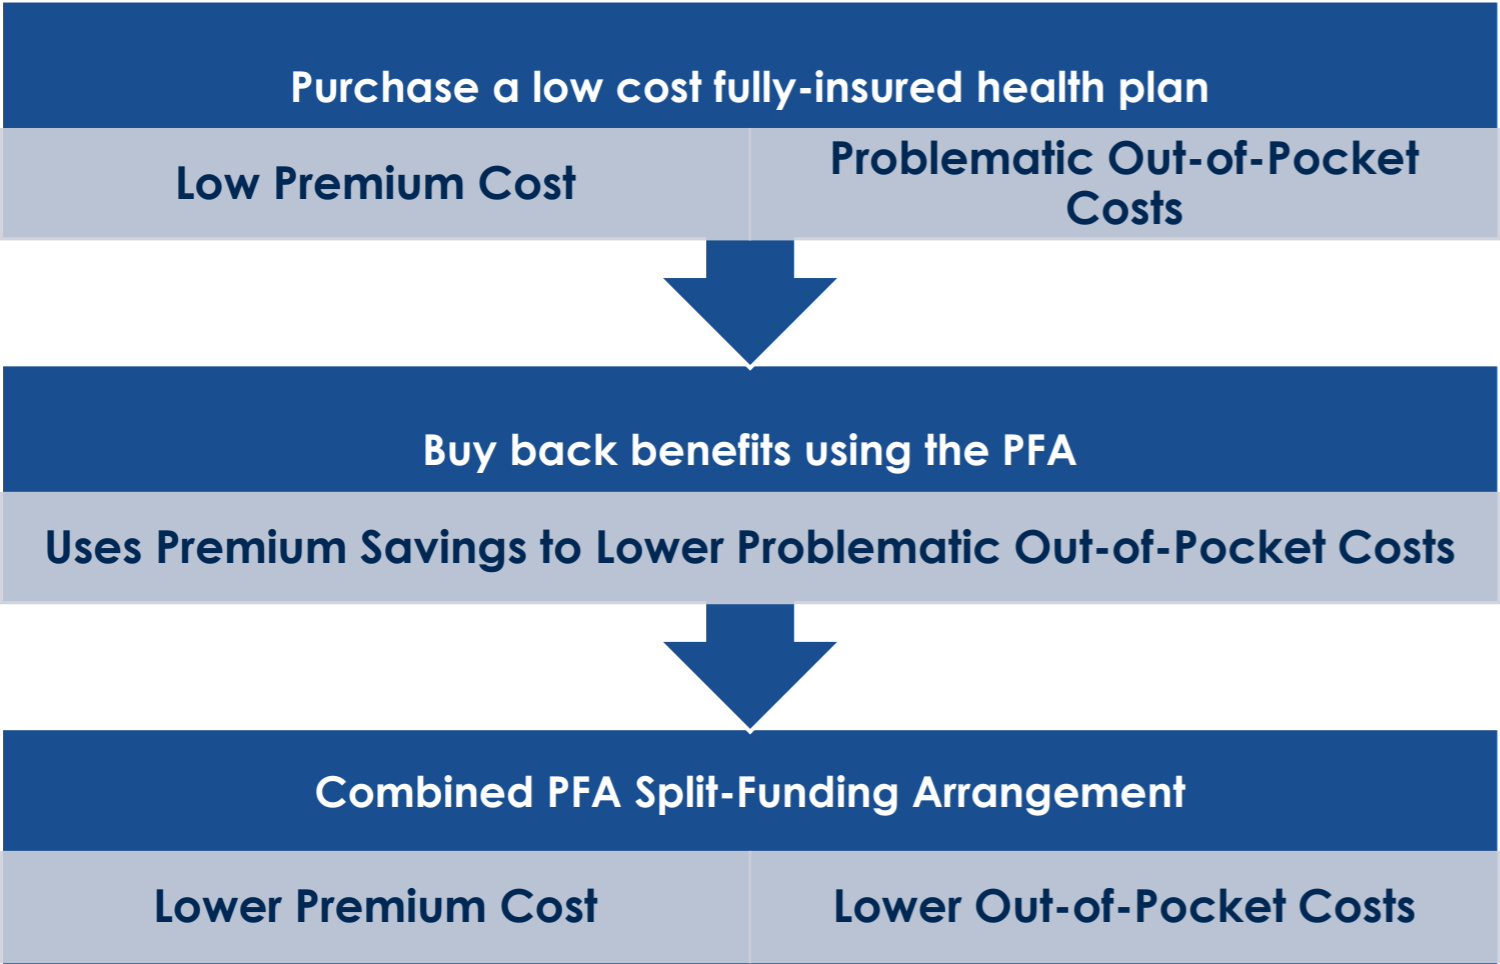 Purchase a low cost fully-insured health plan
Low Premium Cost
Problematic Out-of-Pocket
Costs
Buy back benefits using the PFA
Uses Premium Savings to Lower Problematic Out-of-Pocket Costs
Combined PFA Split-Funding Arrangement
Lower Premium Cost
Lower Out-of-Pocket Costs